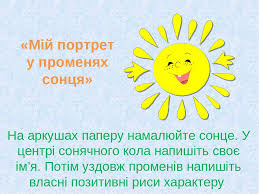 «Мій портрет
у променях
сонця»
На аркушах паперу намалюйте сонце. У
центрі сонячного кола напишіть своє
ім'я. Потім уздовж променів напишіть
власні позитивні риси характеру